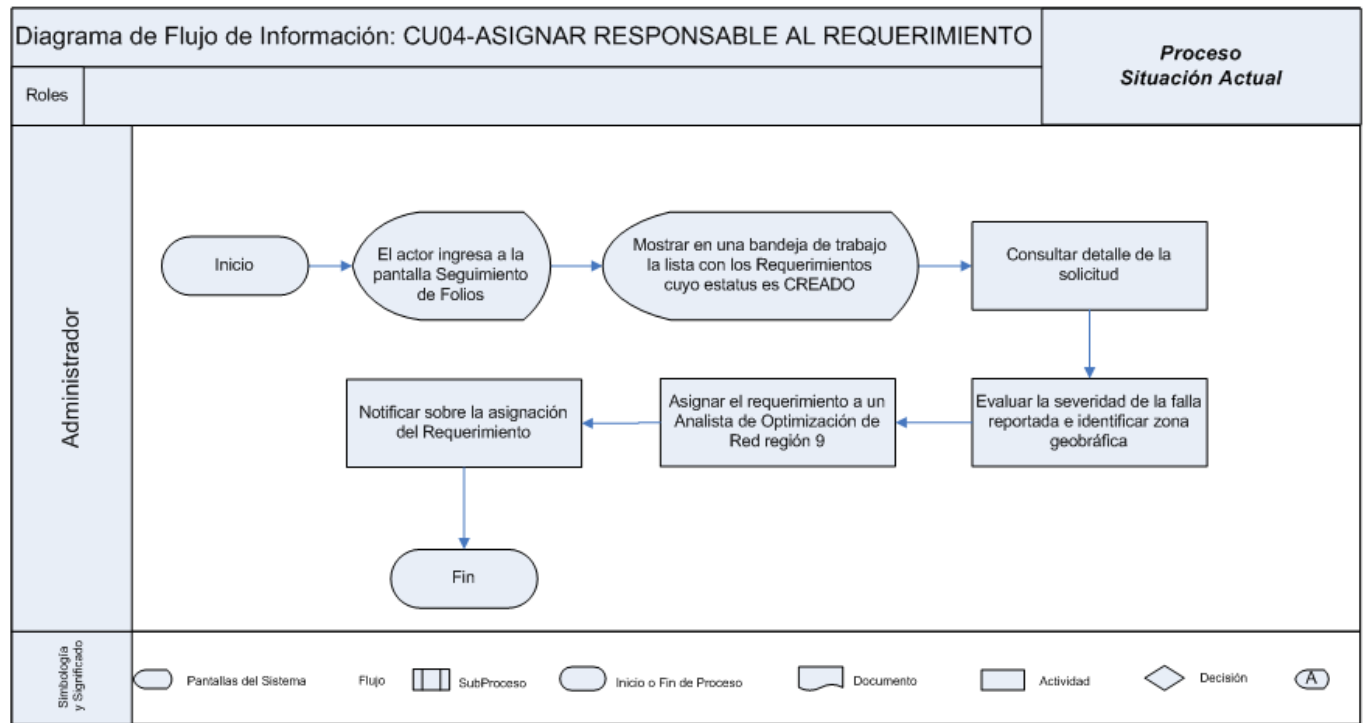 Diagrama de Flujo de Información: CU04-ASIGNAR RESPONSABLE AL REQUERIMIENTO
Proceso
Situación Actual
Roles
Administrador
Inicio
El actor ingresa a la
pantalla Seguimiento
de Folios
Mostrar en una bandeja de trabajo
la lista con los Requerimientos
cuyo estatus es CREADO
Consultar detalle de la
solicitud
Evaluar la severidad de la falla
reportada e identificar zona
geobráfica
Asignar el requerimiento a un
Analista de Optimización de
Red región 9
Notificar sobre la asignación
del Requerimiento
Fin
Simbología
y Significado
Pantallas del Sistema
Flujo
SubProceso
Inicio o Fin de Proceso
Documento
Actividad
Decisión
A